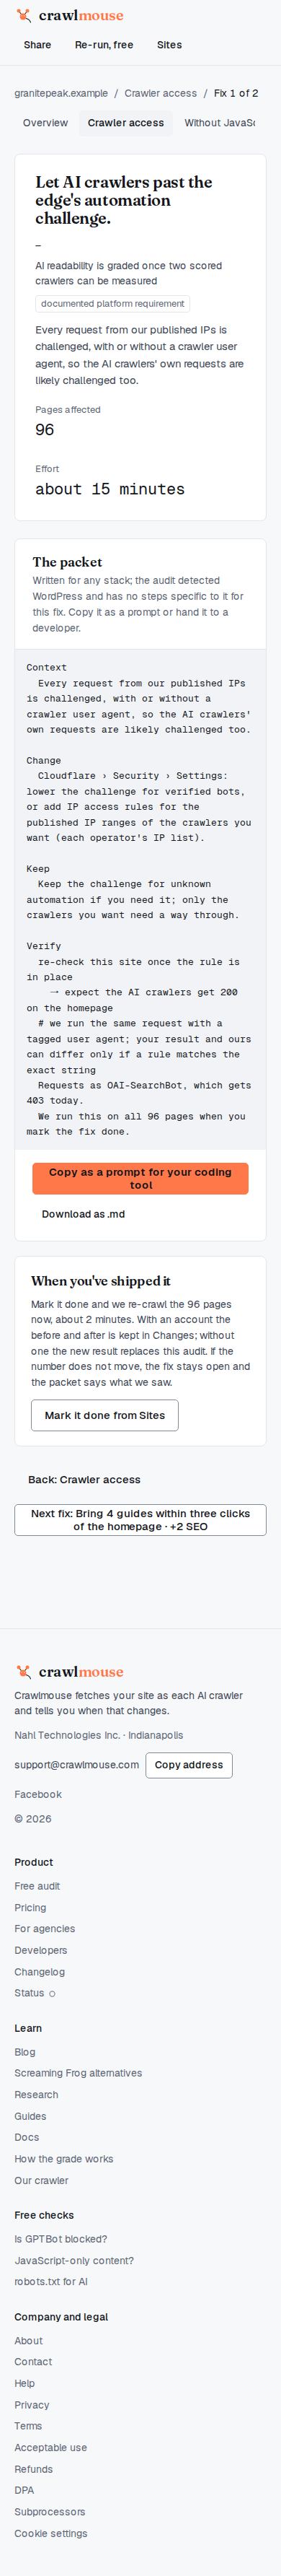 crawlmouse
Share Re-run, free Sites
granitepeak.example / Crawler access / Fix 1 of 2
Overview Crawler access Without JavaSc
Let AI crawlers past the
edge's automation
challenge.
–
AI readability is graded once two scored
crawlers can be measured
documented platform requirement
Every request from our published IPs is
challenged, with or without a crawler user
agent, so the AI crawlers' own requests are
likely challenged too.
Pages affected
96
Effort
about 15 minutes
The packet
Written for any stack; the audit detected
WordPress and has no steps specific to it for
this fix. Copy it as a prompt or hand it to a
developer.
Context
Every request from our published IPs
is challenged, with or without a
crawler user agent, so the AI crawlers'
own requests are likely challenged too.
Change
Cloudflare › Security › Settings:
lower the challenge for verified bots,
or add IP access rules for the
published IP ranges of the crawlers you
want (each operator's IP list).
Keep
Keep the challenge for unknown
automation if you need it; only the
crawlers you want need a way through.
Verify
re-check this site once the rule is
in place
→ expect the AI crawlers get 200
on the homepage
# we run the same request with a
tagged user agent; your result and ours
can differ only if a rule matches the
exact string
Requests as OAI-SearchBot, which gets
403 today.
We run this on all 96 pages when you
mark the fix done.
Copy as a prompt for your coding
tool
Download as .md
When you've shipped it
Mark it done and we re-crawl the 96 pages
now, about 2 minutes. With an account the
before and after is kept in Changes; without
one the new result replaces this audit. If the
number does not move, the fix stays open and
the packet says what we saw.
Mark it done from Sites
Back: Crawler access
Next fix: Bring 4 guides within three clicks
of the homepage · +2 SEO
crawlmouse
Crawlmouse fetches your site as each AI crawler
and tells you when that changes.
Nahl Technologies Inc. · Indianapolis
support@crawlmouse.com Copy address
Facebook
© 2026
Product
Free audit
Pricing
For agencies
Developers
Changelog
Status
Learn
Blog
Screaming Frog alternatives
Research
Guides
Docs
How the grade works
Our crawler
Free checks
Is GPTBot blocked?
JavaScript-only content?
robots.txt for AI
Company and legal
About
Contact
Help
Privacy
Terms
Acceptable use
Refunds
DPA
Subprocessors
Cookie settings